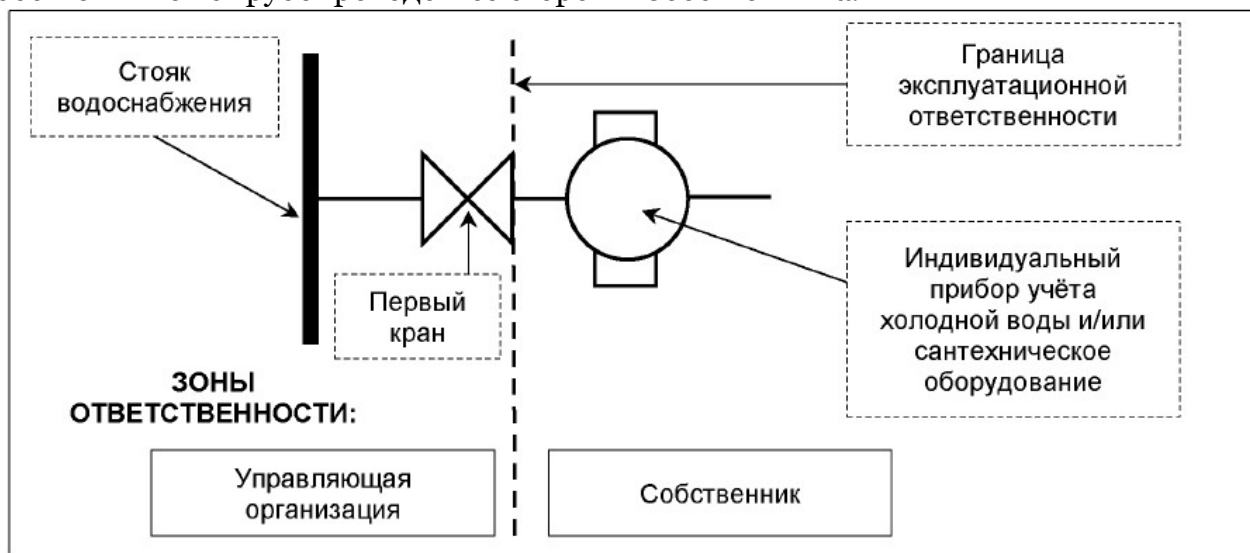 Стояк
водоснабжения
Граница
эксплуатационной
ответственности
Первый
кран
Индивидуальный
прибор учёта
холодной воды и/или
сантехническое
оборудование
ЗОНЫ
ОТВЕТСТВЕННОСТИ:
Управляющая
организация
Собственник